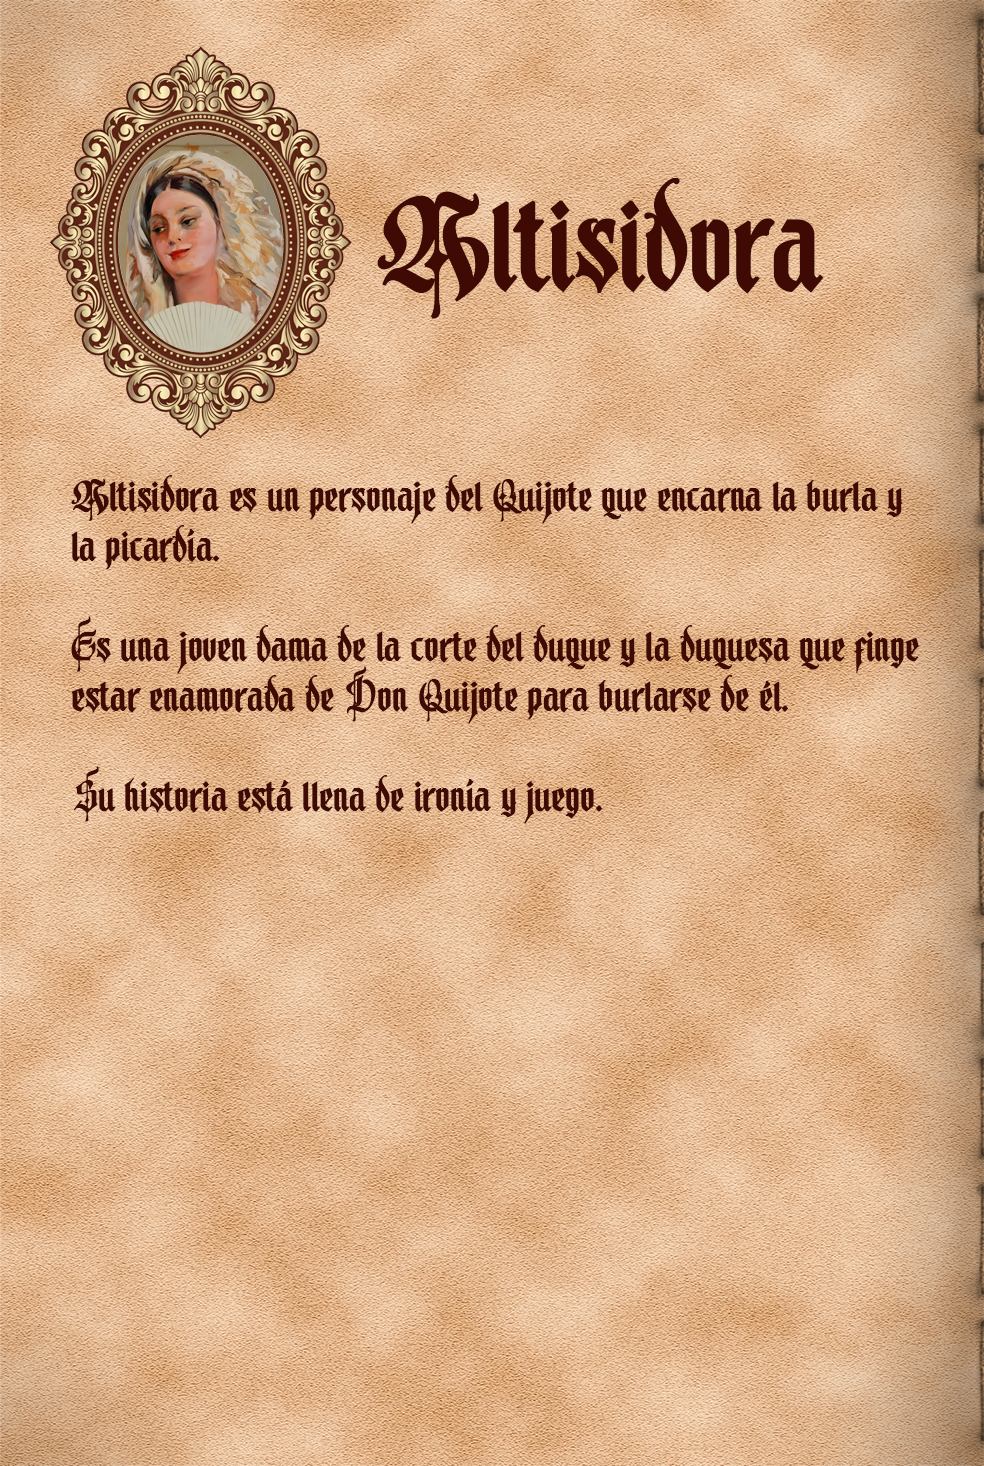 Altisidora
Altisidora es un personaje del Quijote que encarna la burla y
la picardía.
Es una joven dama de la corte del duque y la duquesa que finge
estar enamorada de Don Quijote para burlarse de él.
Su historia está llena de ironía y juego.